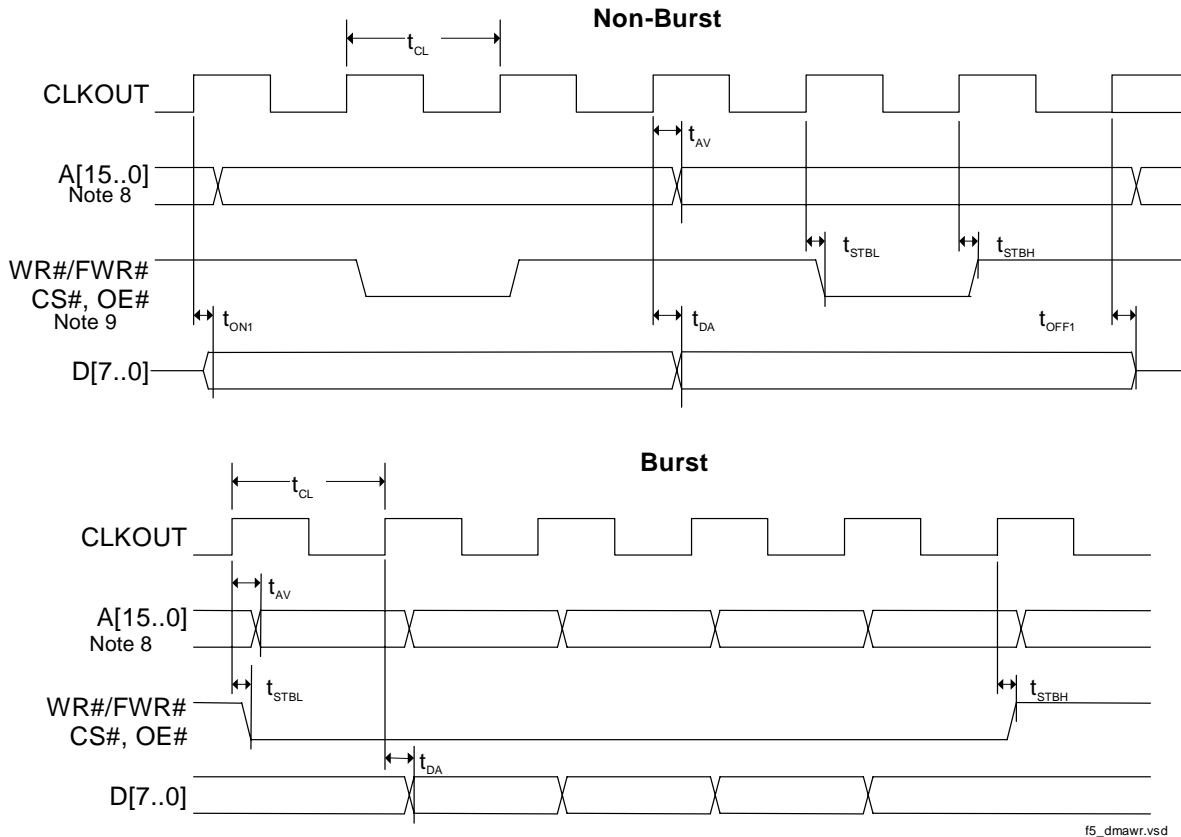 Non-Burst
tCL
CLKOUT
tAV
A[15..0]
Note 8
tSTBL
tSTBH
WR#/FWR#
CS#, OE#
Note 9
tON1
tDA
tOFF1
D[7..0]
Burst
tCL
CLKOUT
tAV
A[15..0]
Note 8
tSTBL
tSTBH
WR#/FWR#
CS#, OE#
tDA
D[7..0]
f5_dmawr.vsd